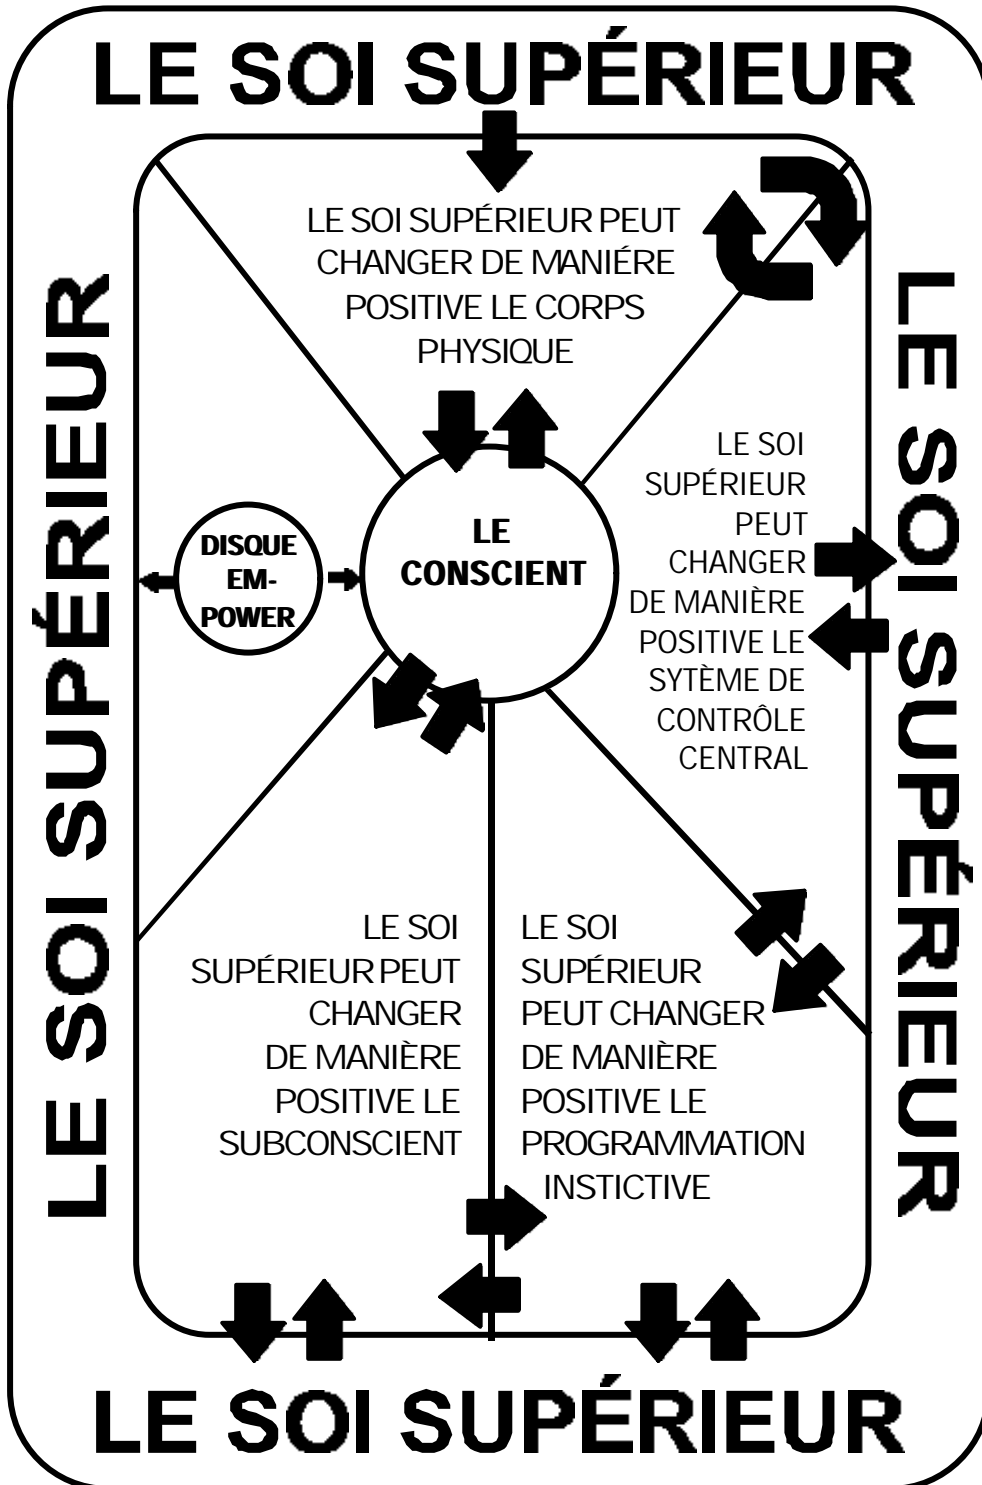 LE SOI SUPÉRIEUR
LE SOI SUPÉRIEUR PEUT
CHANGER DE MANIÉRE
POSITIVE LE CORPS
PHYSIQUE
LE SOI SUPÉRIEUR
DISQUE
EM-
POWER
LE
CONSCIENT
LE SOI
SUPÉRIEUR
PEUT
CHANGER
DE MANIÈRE
POSITIVE LE
SYTÈME DE
CONTRÔLE
CENTRAL
LE SOI SUPÉRIEUR
LE SOI
SUPÉRIEUR PEUT
CHANGER
DE MANIÈRE
POSITIVE LE
SUBCONSCIENT
LE SOI
SUPÉRIEUR
PEUT CHANGER
DE MANIÈRE
POSITIVE LE
PROGRAMMATION
INSTICTIVE
LE SOI SUPÉRIEUR